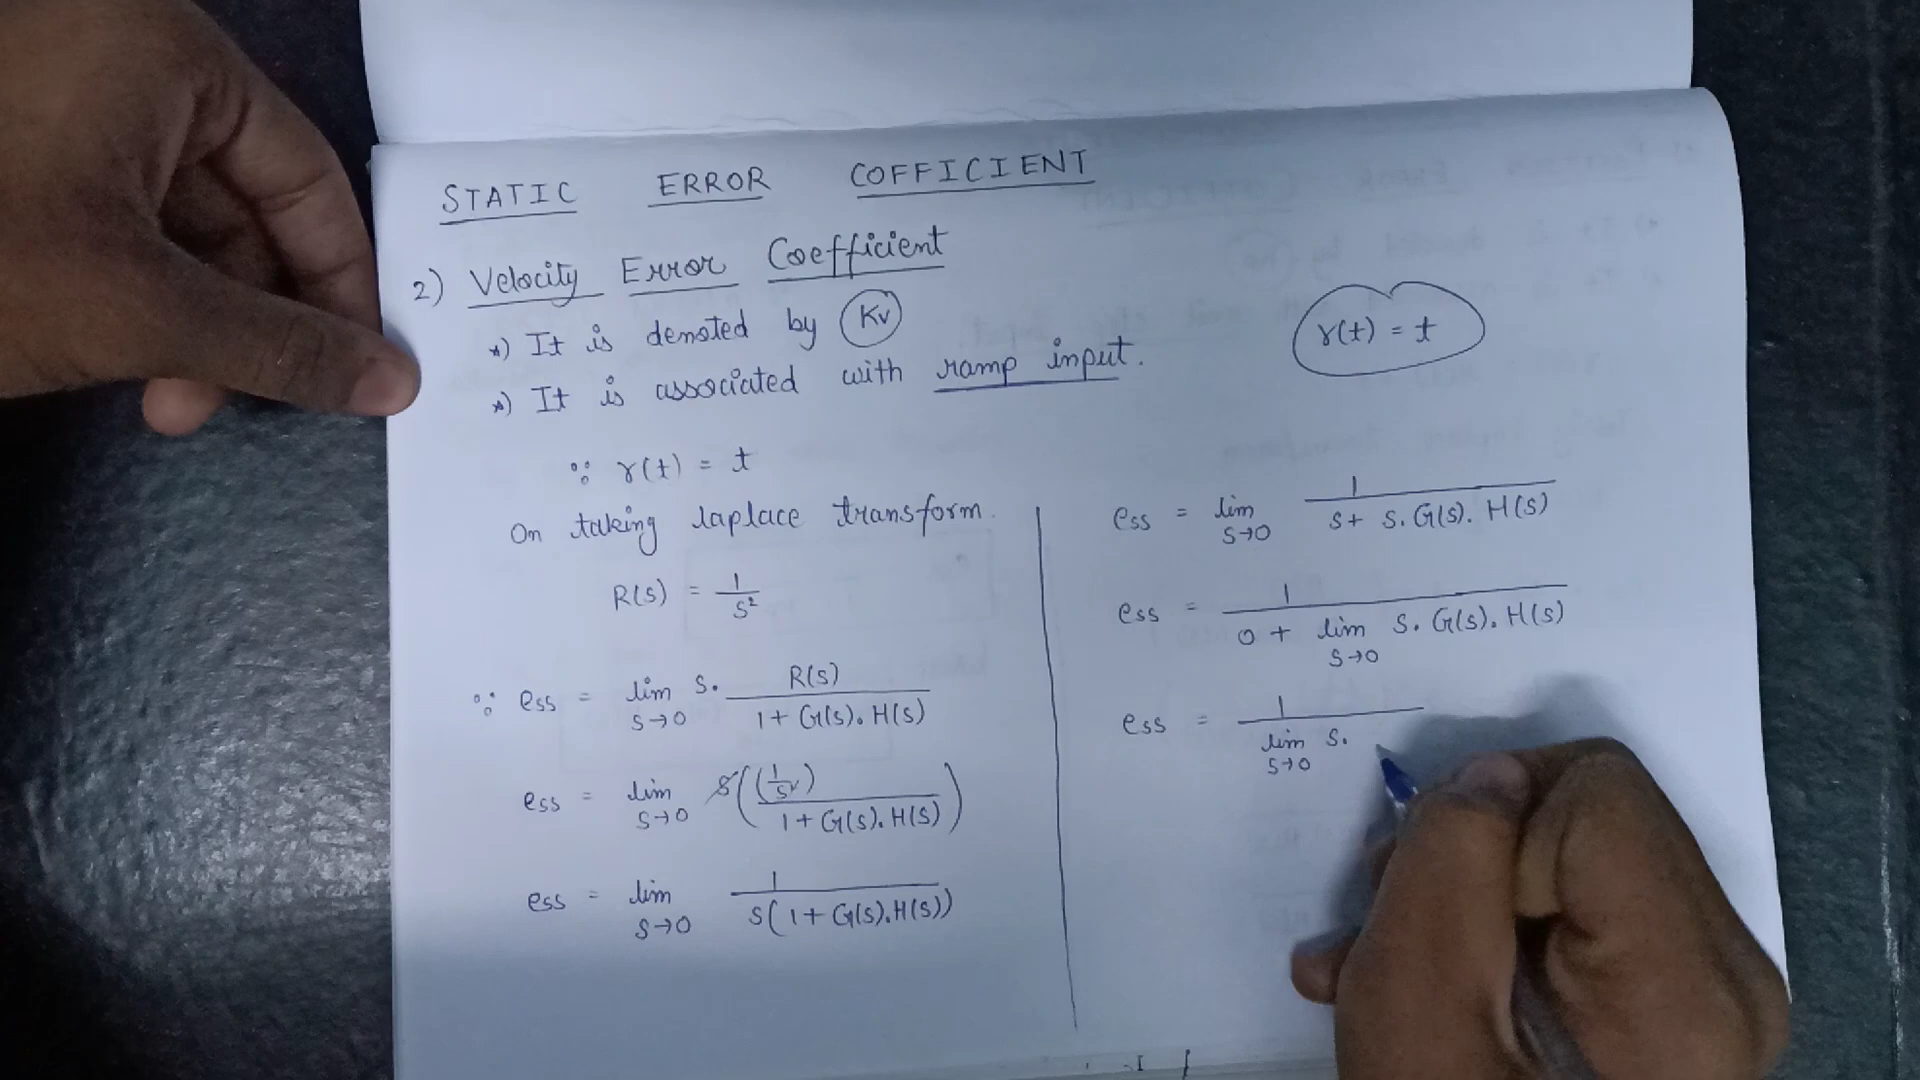 STATIC ERROR COFFICIENT
2) Velocity Error Coefficient
*) It is denoted by Kv
*) It is associated with ramp input.
r(t) = t
∵ r(t) = t
On taking laplace transform.
R(s) = 1/s²
∵ ess = lim s→0 s. R(s)/(1 + G(s). H(s))
ess = lim s→0 s((1/s²)/(1 + G(s). H(s)))
ess = lim s→0 1/(s(1 + G(s).H(s)))
ess = lim s→0 1/(s + s. G(s). H(s))
ess = 1/(0 + lim s→0 s. G(s). H(s))
ess = 1/(lim s→0 s.